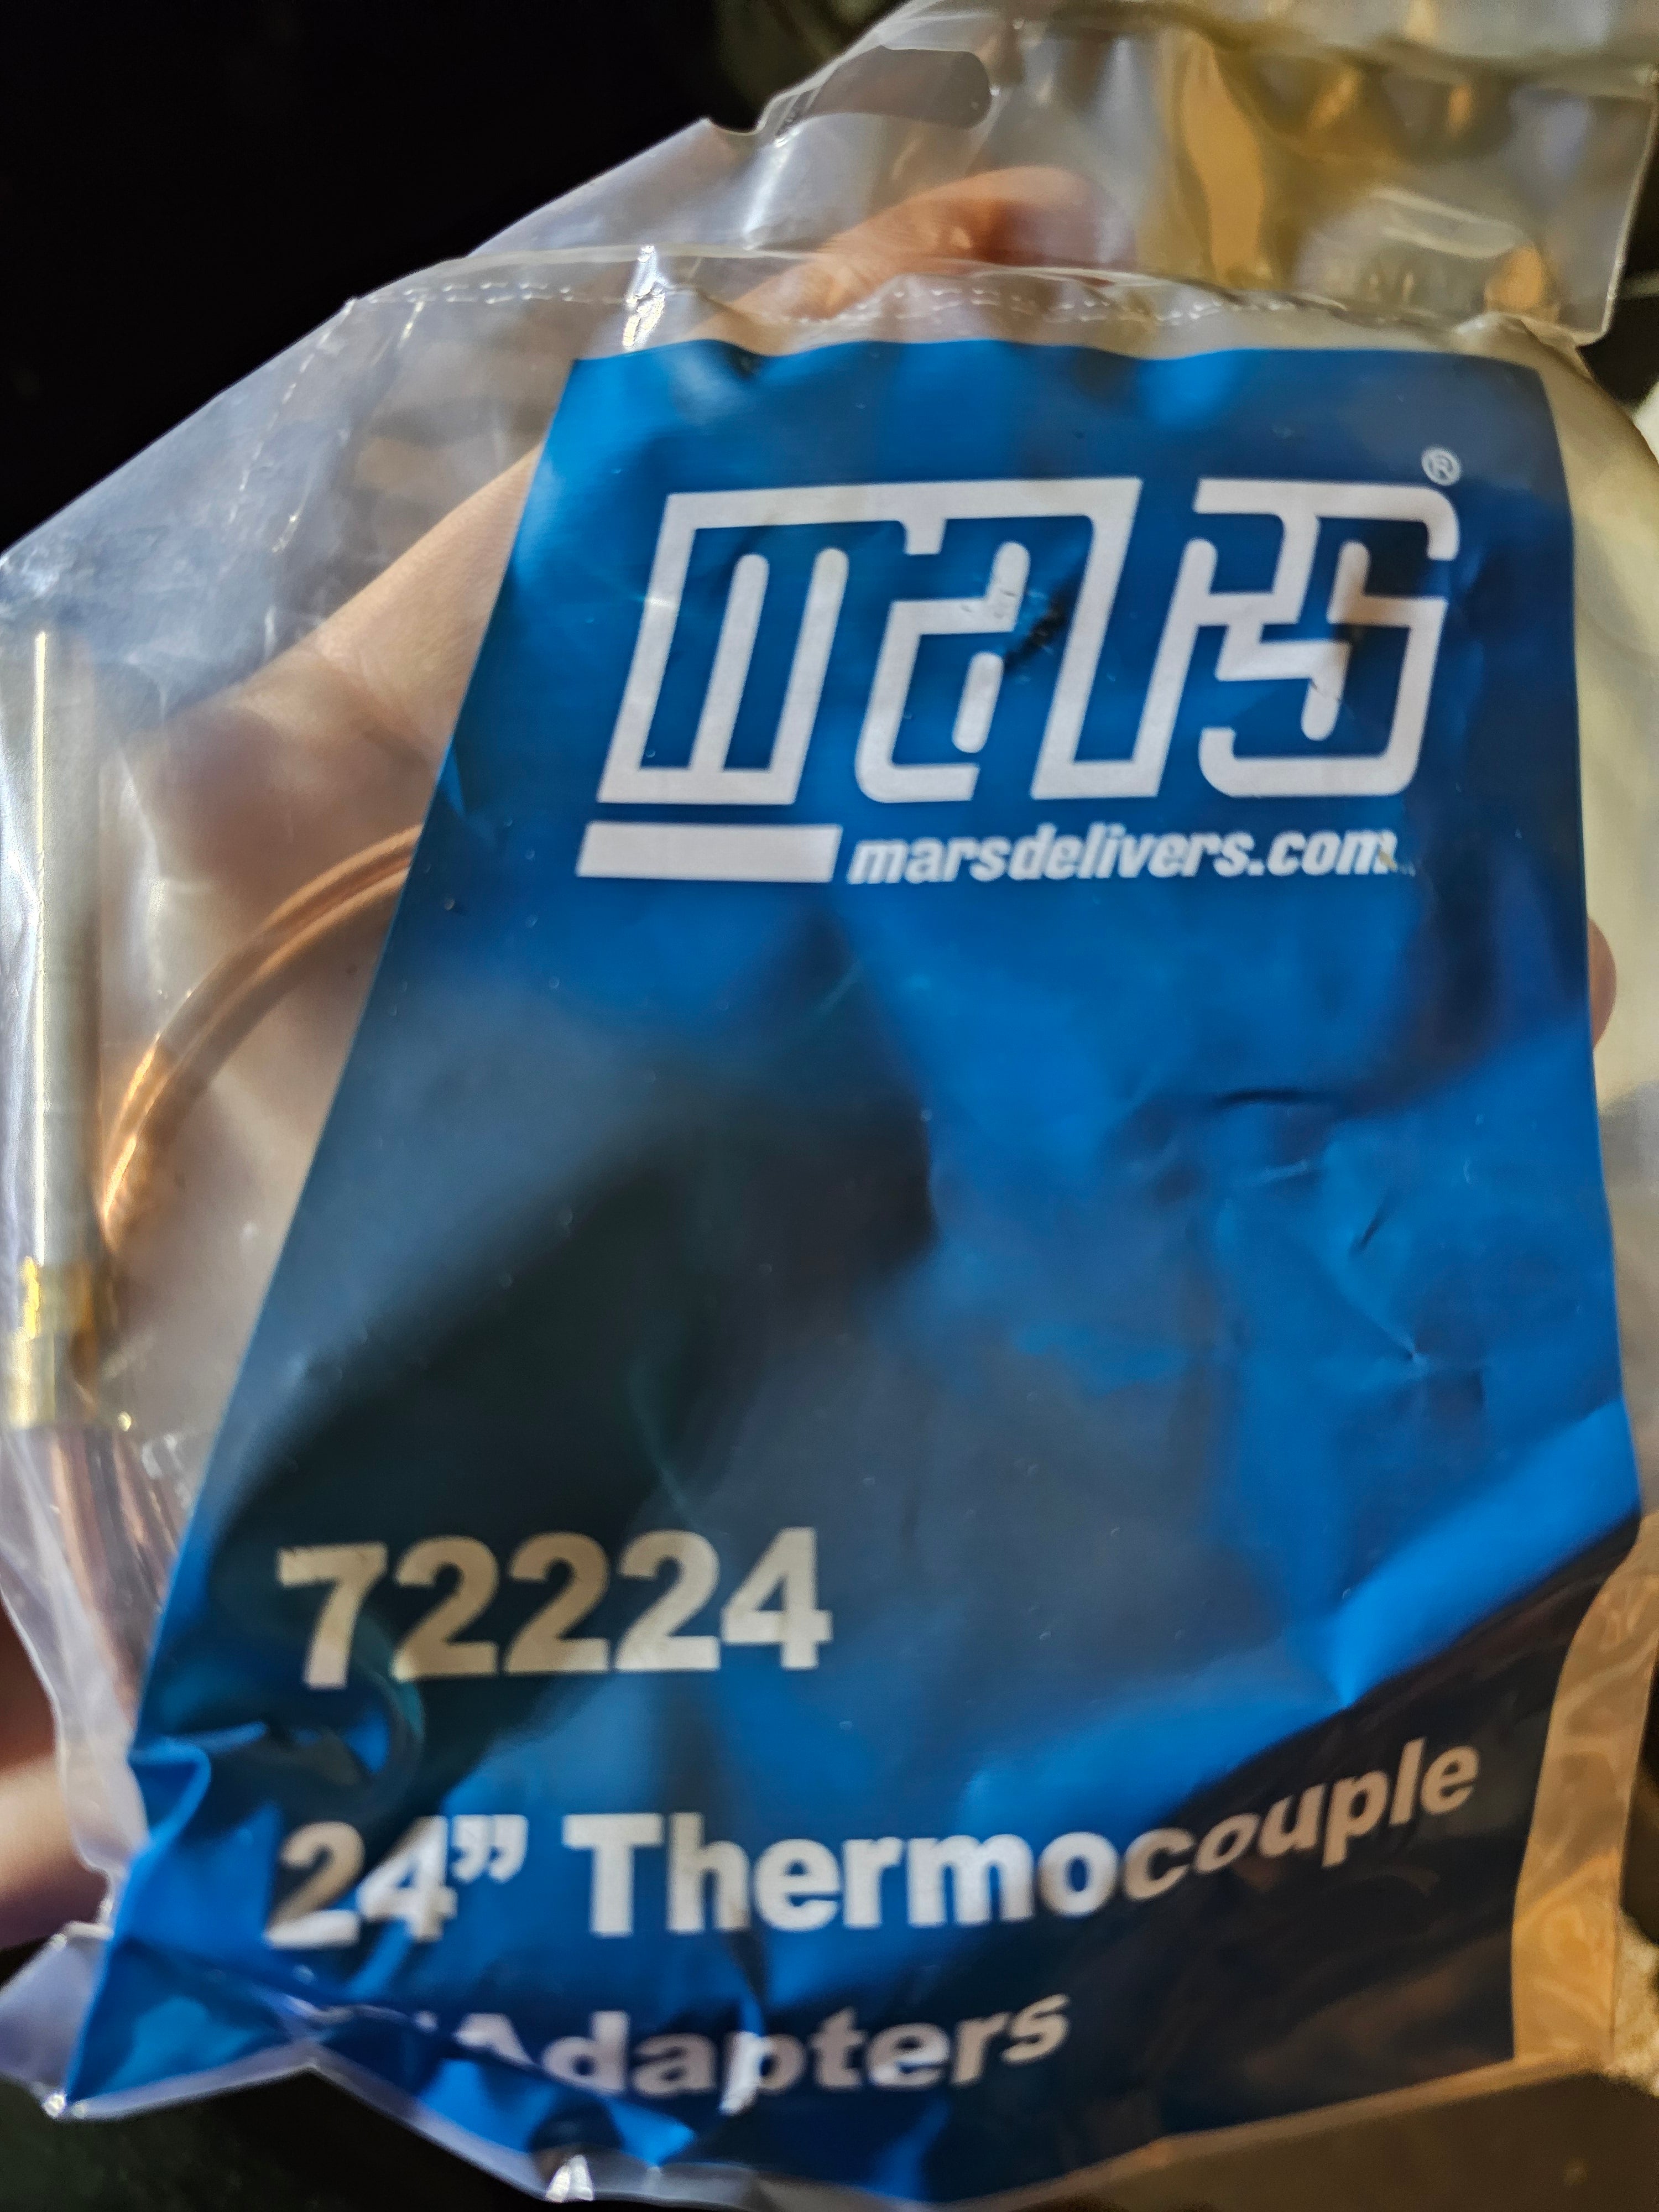 mars®
marsdelivers.com
72224
24” Thermocouple
Adapters